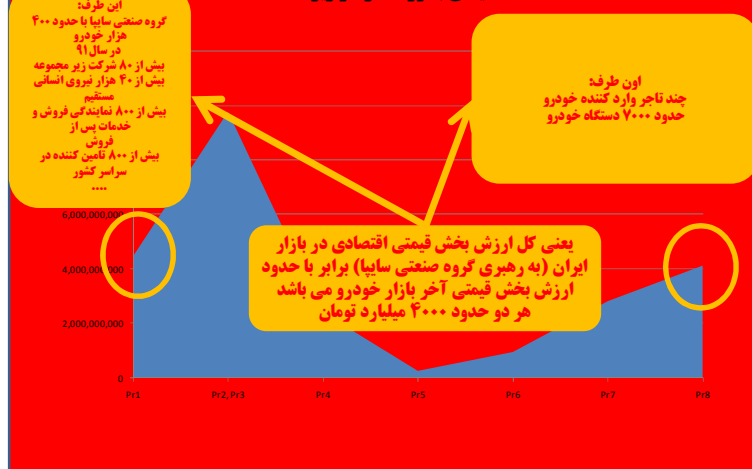 این طرف:
گروه صنعتی سایپا با حدود ۴۰۰
هزار خودرو
در سال۹۱
بیش از ۸۰ شرکت زیر مجموعه
بیش از ۴۰ هزار نیروی انسانی
مستقیم
بیش از ۸۰۰ نمایندگی فروش و
خدمات پس از
فروش
بیش از ۸۰۰ تامین کننده در
سراسر کشور
....
اون طرف:
چند تاجر وارد کننده خودرو
حدود ۷۰۰۰ دستگاه خودرو
یعنی کل ارزش بخش قیمتی اقتصادی در بازار
ایران (به رهبری گروه صنعتی سایپا) برابر با حدود
ارزش بخش قیمتی آخر بازار خودرو می باشد
هر دو حدود ۴۰۰۰ میلیارد تومان
6,000,000,000
4,000,000,000
2,000,000,000
0
Pr1 Pr2, Pr3 Pr4 Pr5 Pr6 Pr7 Pr8